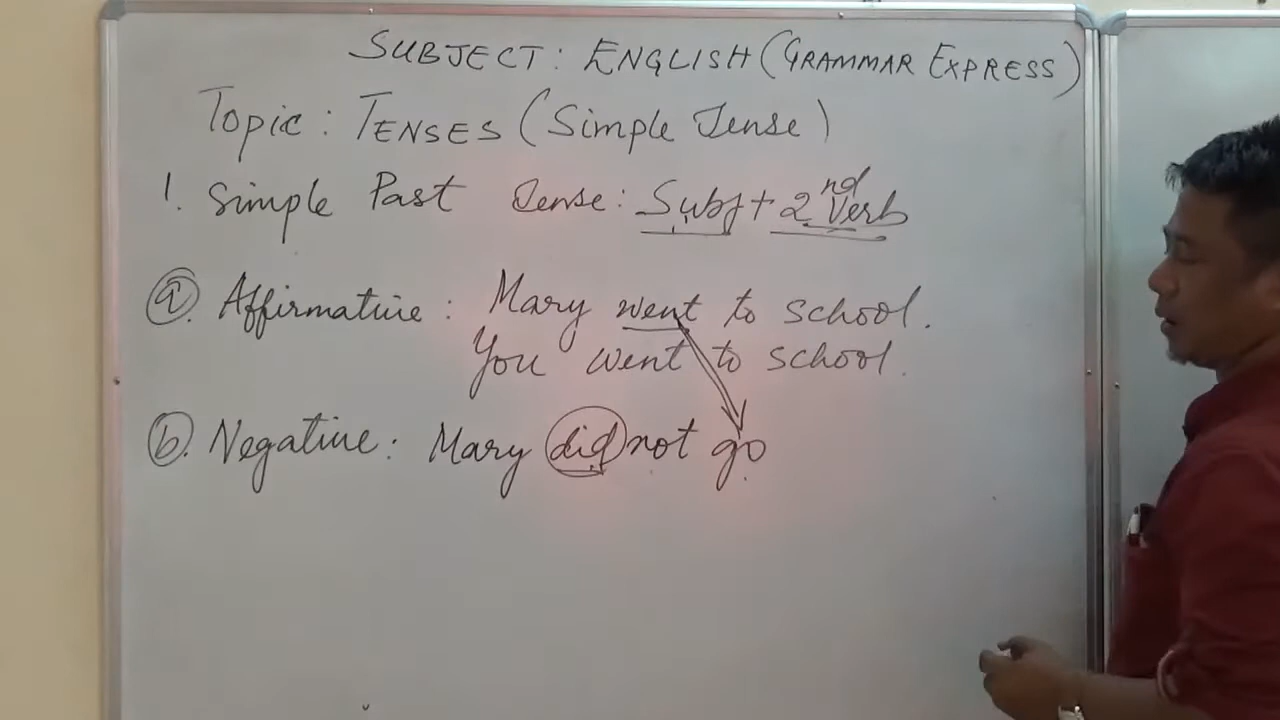 SUBJECT: ENGLISH (GRAMMAR EXPRESS)
Topic: TENSES (Simple Tense)
1. Simple Past Tense: Subj + 2nd Verb
a. Affirmative: Mary went to school.
You went to school.
b. Negative: Mary did not go